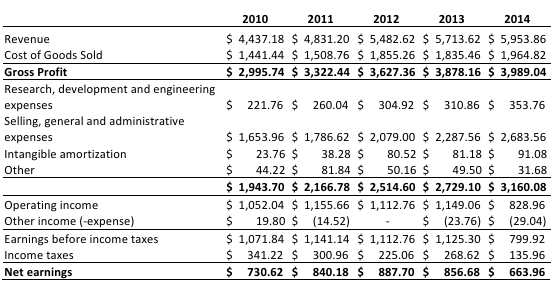 2010 2011 2012 2013 2014
Revenue $ 4,437.18 $ 4,831.20 $ 5,482.62 $ 5,713.62 $ 5,953.86
Cost of Goods Sold $ 1,441.44 $ 1,508.76 $ 1,855.26 $ 1,835.46 $ 1,964.82
Gross Profit $ 2,995.74 $ 3,322.44 $ 3,627.36 $ 3,878.16 $ 3,989.04
Research, development and engineering
expenses $ 221.76 $ 260.04 $ 304.92 $ 310.86 $ 353.76
Selling, general and administrative
expenses $ 1,653.96 $ 1,786.62 $ 2,079.00 $ 2,287.56 $ 2,683.56
Intangible amortization $ 23.76 $ 38.28 $ 80.52 $ 81.18 $ 91.08
Other $ 44.22 $ 81.84 $ 50.16 $ 49.50 $ 31.68
$ 1,943.70 $ 2,166.78 $ 2,514.60 $ 2,729.10 $ 3,160.08
Operating income $ 1,052.04 $ 1,155.66 $ 1,112.76 $ 1,149.06 $ 828.96
Other income (-expense) $ 19.80 $ (14.52) - $ (23.76) $ (29.04)
Earnings before income taxes $ 1,071.84 $ 1,141.14 $ 1,112.76 $ 1,125.30 $ 799.92
Income taxes $ 341.22 $ 300.96 $ 225.06 $ 268.62 $ 135.96
Net earnings $ 730.62 $ 840.18 $ 887.70 $ 856.68 $ 663.96